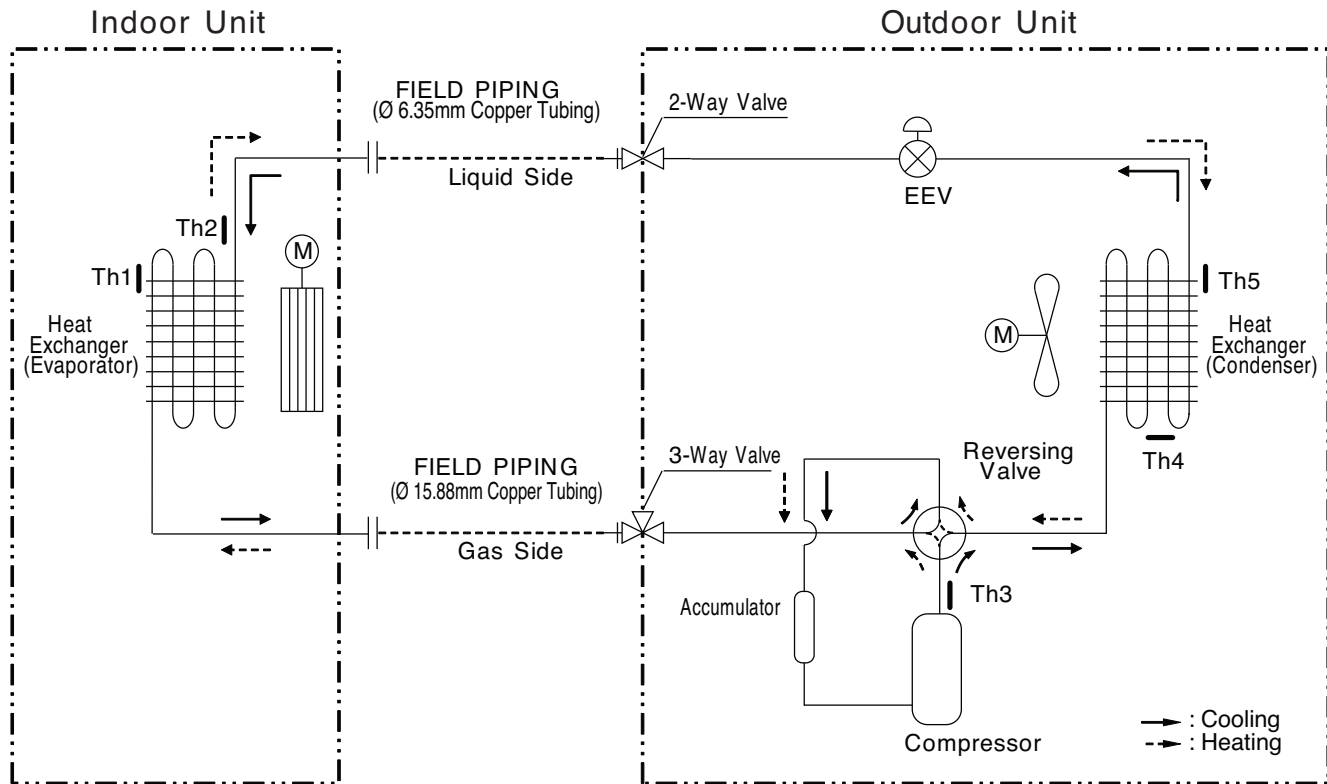 Indoor Unit
Outdoor Unit
FIELD PIPING
(Ø 6.35mm Copper Tubing)
2-Way Valve
Liquid Side
EEV
Th2
M
Th1
Th5
Heat
Exchanger
(Evaporator)
M
Heat
Exchanger
(Condenser)
FIELD PIPING
(Ø 15.88mm Copper Tubing)
3-Way Valve
Reversing
Valve
Th4
Gas Side
Th3
Accumulator
Compressor
: Cooling
: Heating